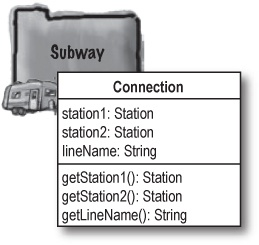 Subway
Connection
station1: Station
station2: Station
lineName: String
getStation1(): Station
getStation2(): Station
getLineName(): String